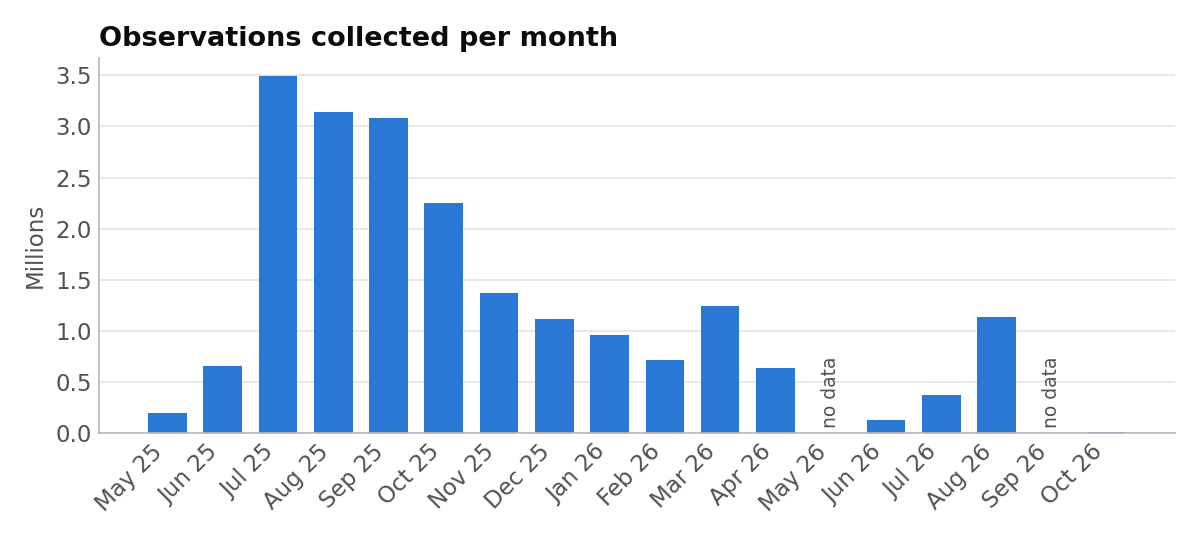 Observations collected per month
Millions
3.5
3.0
2.5
2.0
1.5
1.0
0.5
0.0
no data
no data
May 25
Jun 25
Jul 25
Aug 25
Sep 25
Oct 25
Nov 25
Dec 25
Jan 26
Feb 26
Mar 26
Apr 26
May 26
Jun 26
Jul 26
Aug 26
Sep 26
Oct 26